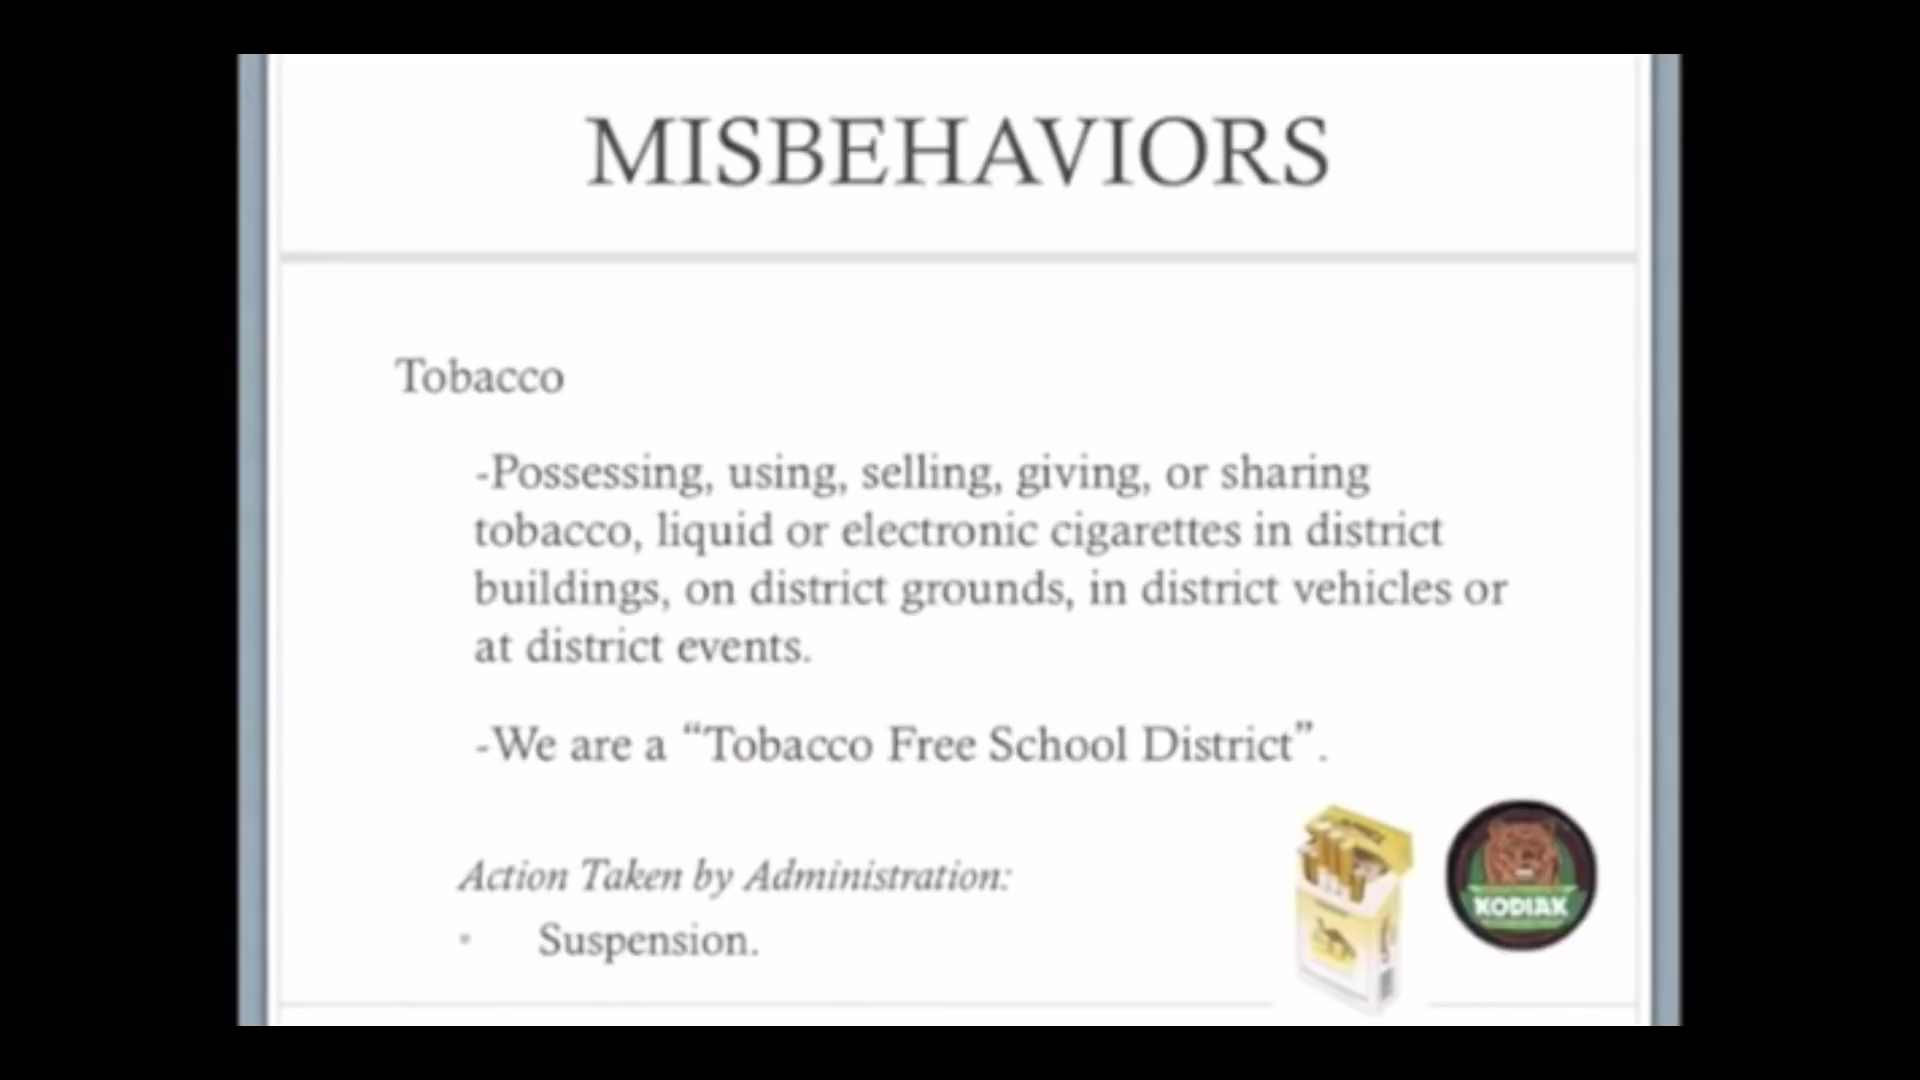 MISBEHAVIORS
Tobacco
-Possessing, using, selling, giving, or sharing
tobacco, liquid or electronic cigarettes in district
buildings, on district grounds, in district vehicles or
at district events.
-We are a “Tobacco Free School District”.
Action Taken by Administration:
• Suspension.
KODIAK